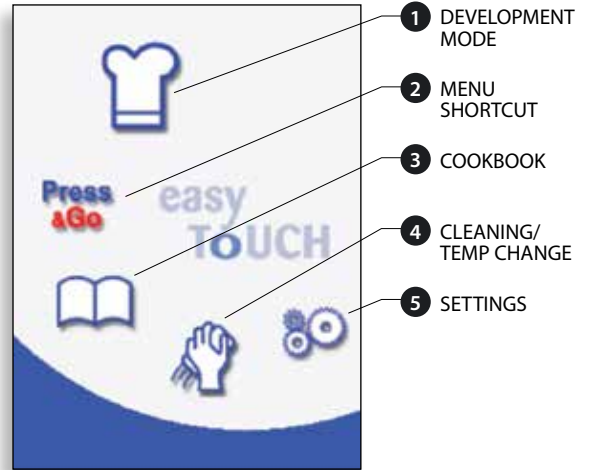 1 DEVELOPMENT
MODE
2 MENU
SHORTCUT
3 COOKBOOK
4 CLEANING/
TEMP CHANGE
5 SETTINGS
Press
&Go
easy
ToUCH